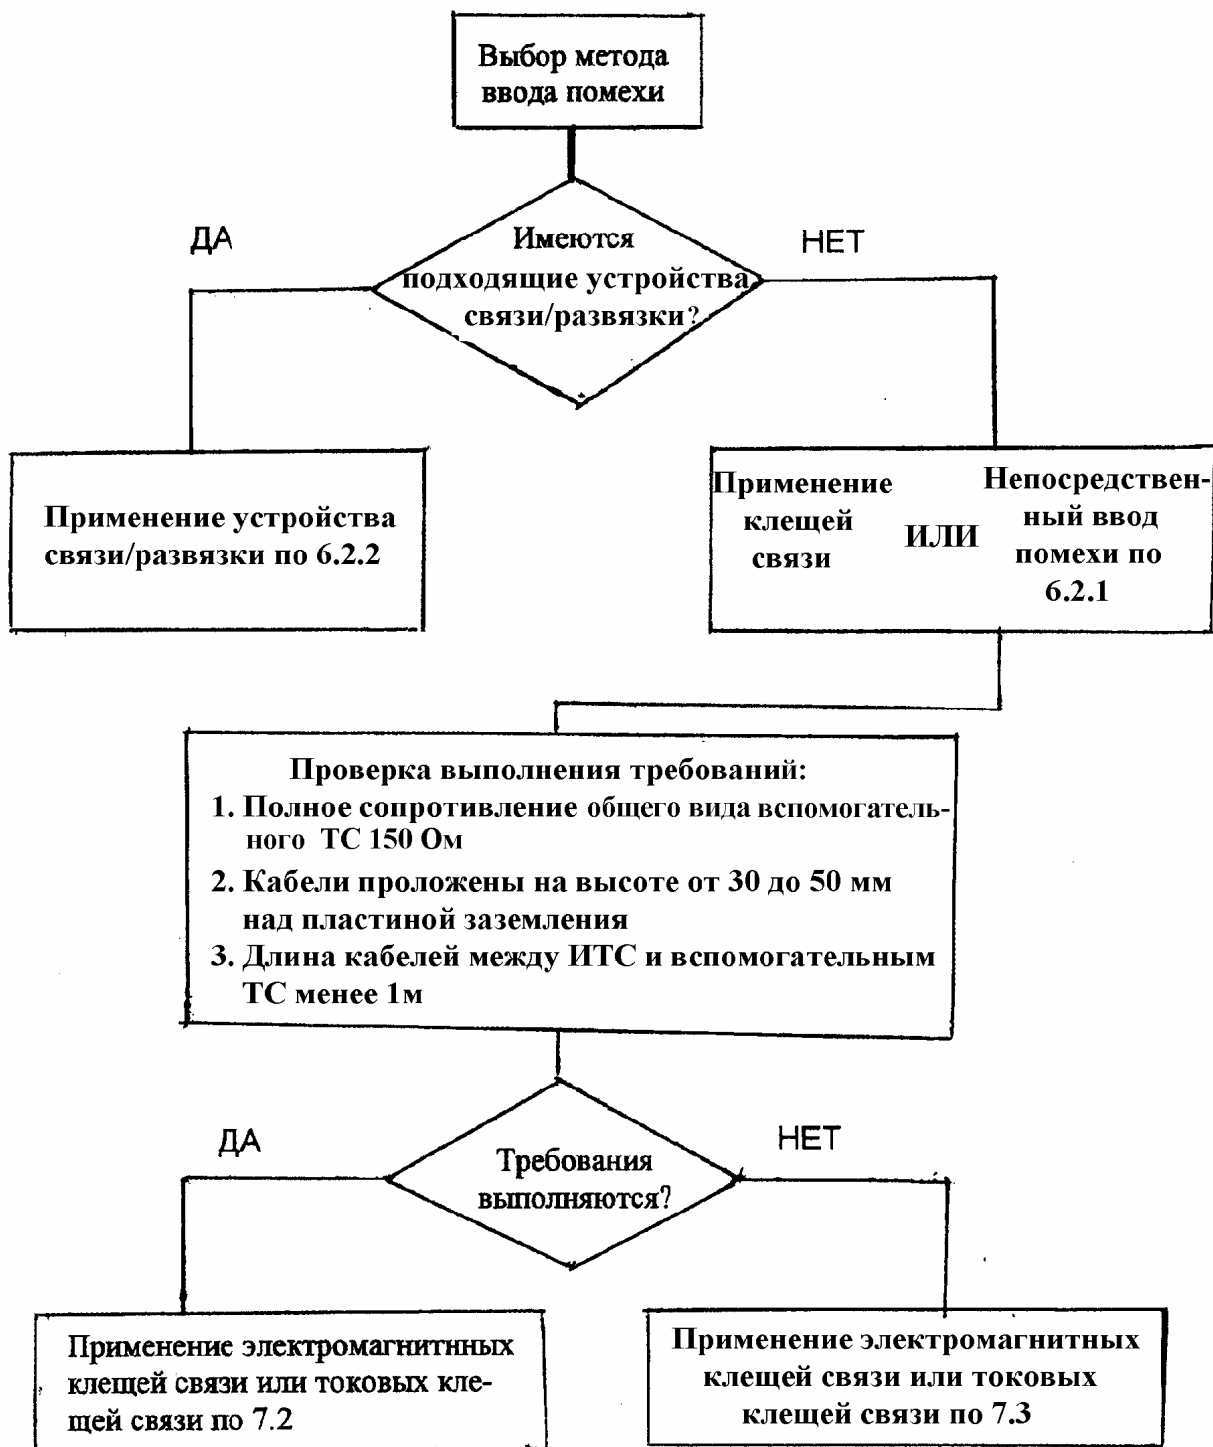 Выбор метода
ввода помехи
ДА
НЕТ
Имеются
подходящие устройства
связи/развязки?
Применение устройства
связи/развязки по 6.2.2
Применение
клещей
связи
ИЛИ
Непосредствен-
ный ввод
помехи по
6.2.1
Проверка выполнения требований:
1. Полное сопротивление общего вида вспомогатель-
ного ТС 150 Ом
2. Кабели проложены на высоте от 30 до 50 мм
над пластиной заземления
3. Длина кабелей между ИТС и вспомогательным
ТС менее 1м
ДА
НЕТ
Требования
выполняются?
Применение электромагнитнных
клещей связи или токовых кле-
щей связи по 7.2
Применение электромагнитных
клещей связи или токовых
клещей связи по 7.3